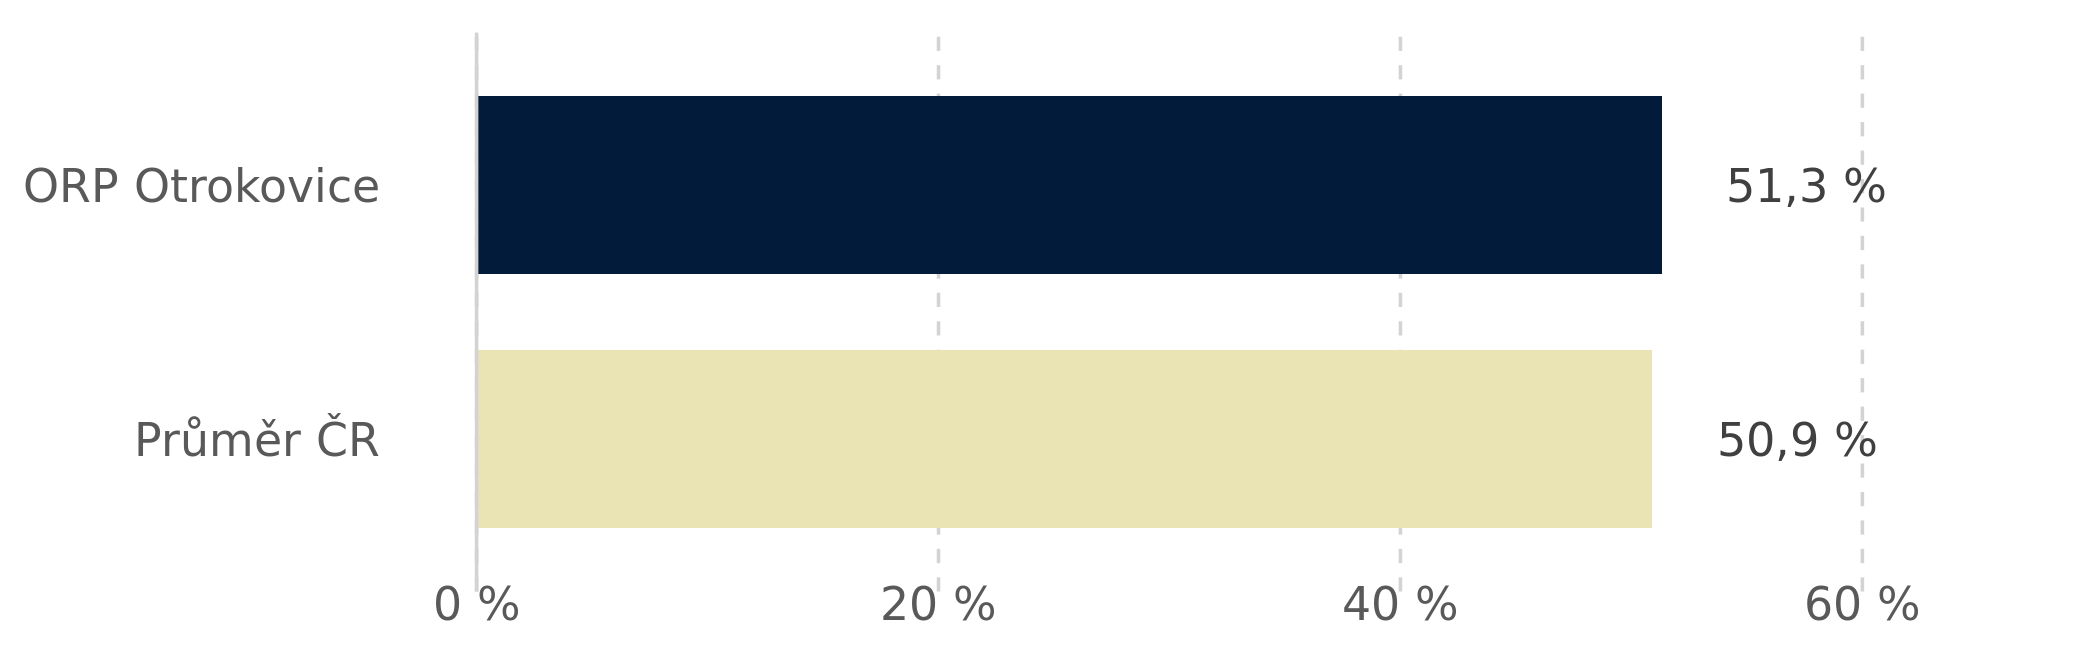 ORP Otrokovice 51,3 %
Průměr ČR 50,9 %
0 % 20 % 40 % 60 %